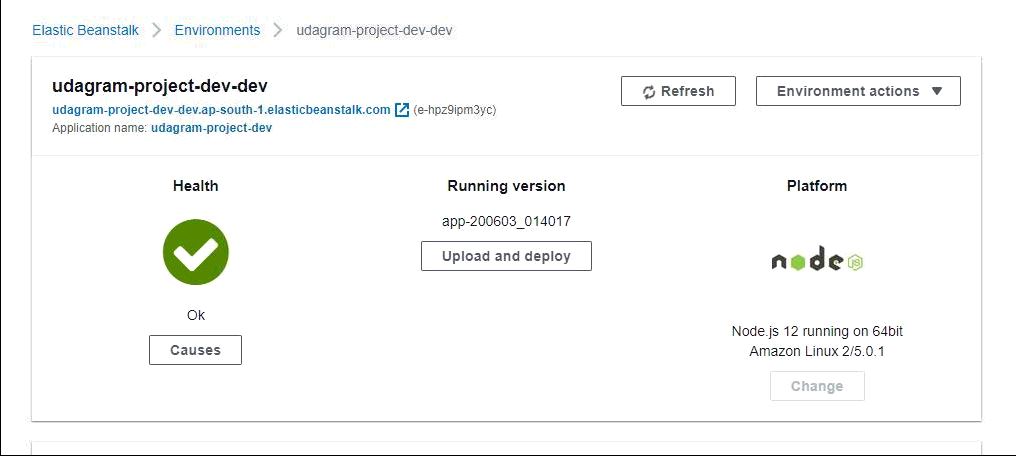 Elastic Beanstalk > Environments > udagram-project-dev-dev
udagram-project-dev-dev
Refresh
Environment actions ▼
udagram-project-dev-dev.ap-south-1.elasticbeanstalk.com (e-hpz9ipm3yc)
Application name: udagram-project-dev
Health
Running version
Platform
app-200603_014017
Upload and deploy
node JS
Ok
Causes
Node.js 12 running on 64bit
Amazon Linux 2/5.0.1
Change